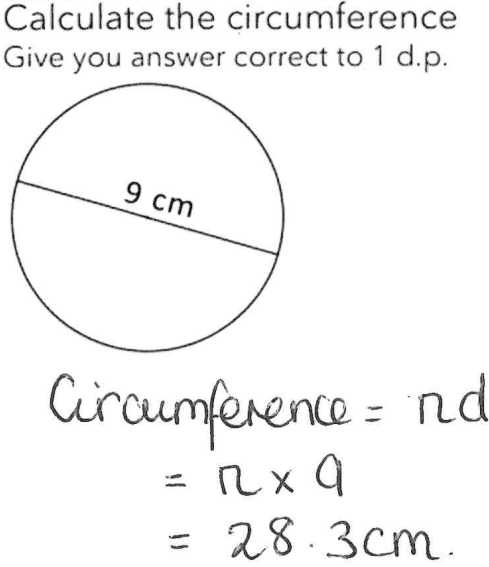 Calculate the circumference
Give you answer correct to 1 d.p.
9 cm
Circumference = πd
= π × 9
= 28.3cm.